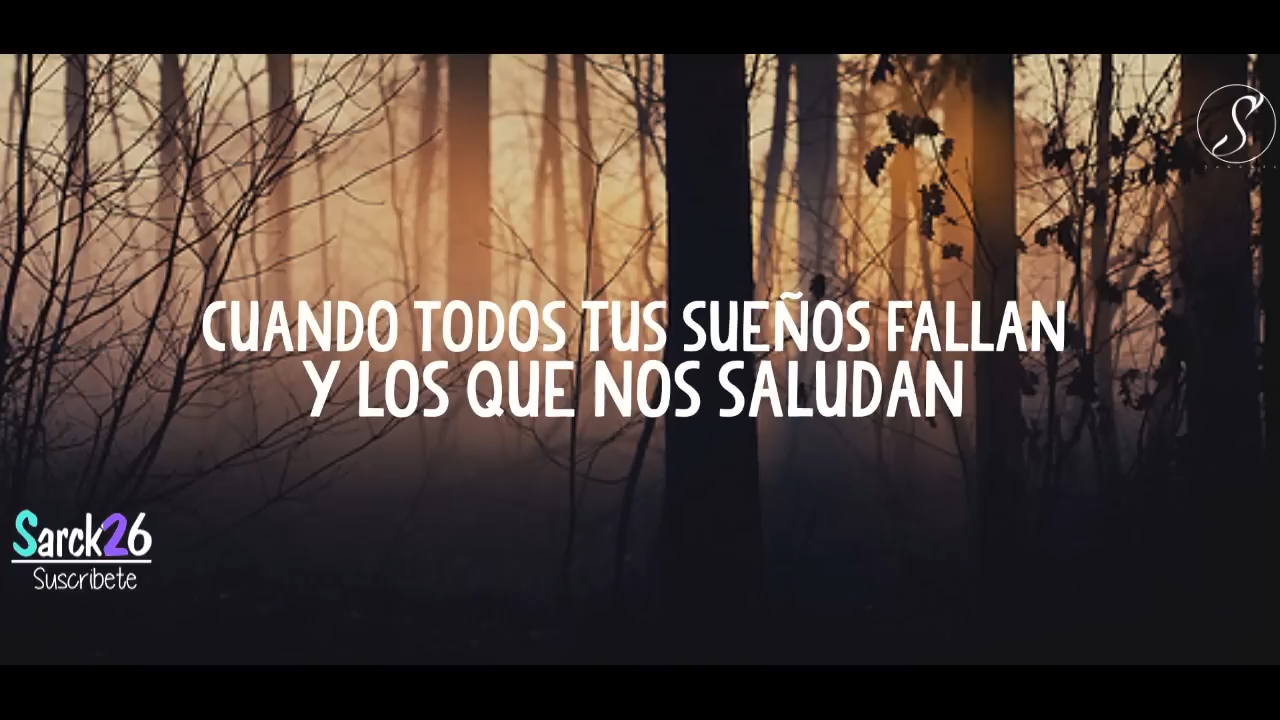 CUANDO TODOS TUS SUEÑOS FALLAN
Y LOS QUE NOS SALUDAN
Sarck26
Suscribete